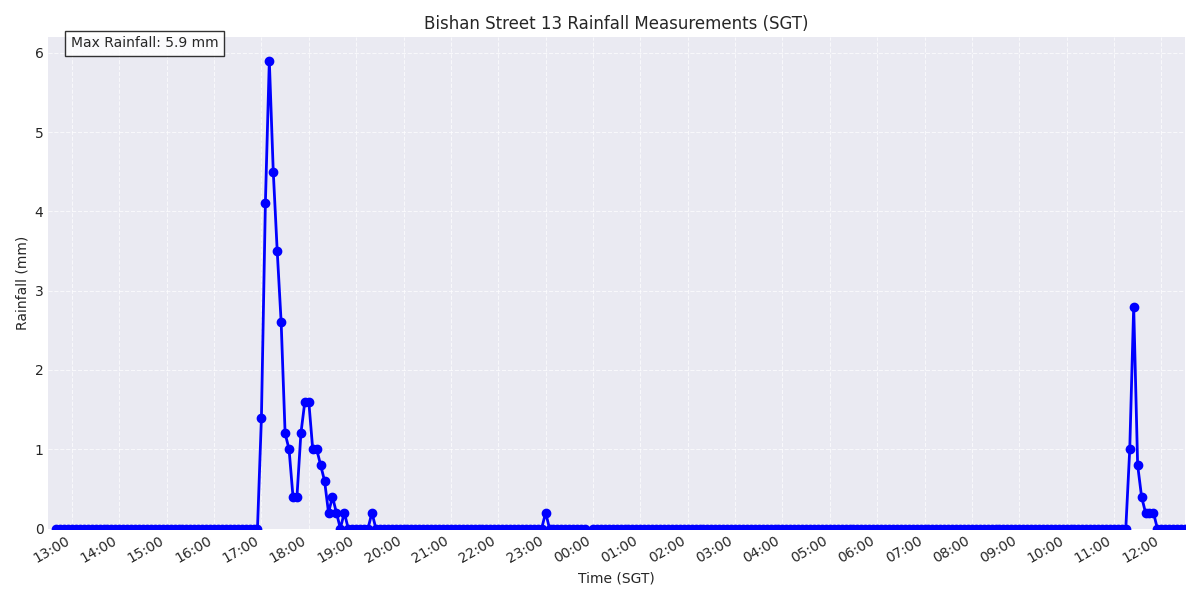 Bishan Street 13 Rainfall Measurements (SGT)
Max Rainfall: 5.9 mm
6
5
4
3
2
1
0
Rainfall (mm)
13:00 14:00 15:00 16:00 17:00 18:00 19:00 20:00 21:00 22:00 23:00 00:00 01:00 02:00 03:00 04:00 05:00 06:00 07:00 08:00 09:00 10:00 11:00 12:00
Time (SGT)